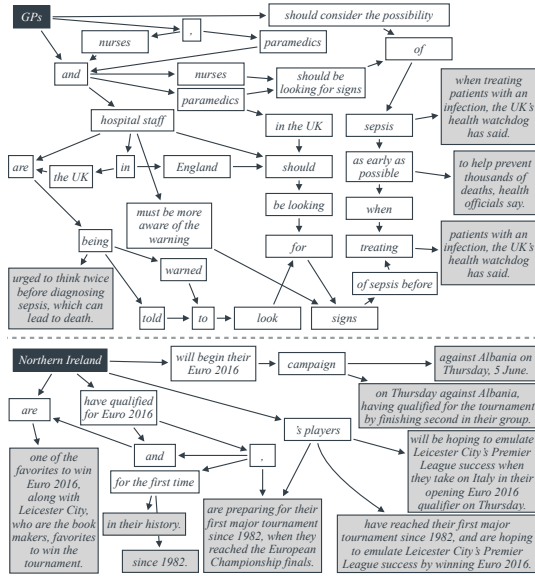 GPs
should consider the possibility
,
nurses
paramedics
of
and
nurses
should be
looking for signs
paramedics
when treating
patients with an
infection, the UK's
health watchdog
has said.
hospital staff
in the UK
sepsis
are
the UK
in
England
should
as early as
possible
to help prevent
thousands of
deaths, health
officials say.
be looking
when
must be more
aware of the
warning
being
for
treating
patients with an
infection, the UK's
health watchdog
has said.
warned
of sepsis before
urged to think twice
before diagnosing
sepsis, which can
lead to death.
told
to
look
signs
Northern Ireland
will begin their
Euro 2016
campaign
against Albania on
Thursday, 5 June.
on Thursday against Albania,
having qualified for the tournament
by finishing second in their group.
are
have qualified
for Euro 2016
's players
will be hoping to emulate
Leicester City's Premier
League success when
they take on Italy in their
opening Euro 2016
qualifier on Thursday.
and
,
one of the
favorites to win
Euro 2016,
along with
Leicester City,
who are the book
makers, favorites
to win the
tournament.
for the first time
in their history.
since 1982.
are preparing for their
first major tournament
since 1982, when they
reached the European
Championship finals.
have reached their first major
tournament since 1982, and are hoping
to emulate Leicester City's Premier
League success by winning Euro 2016.